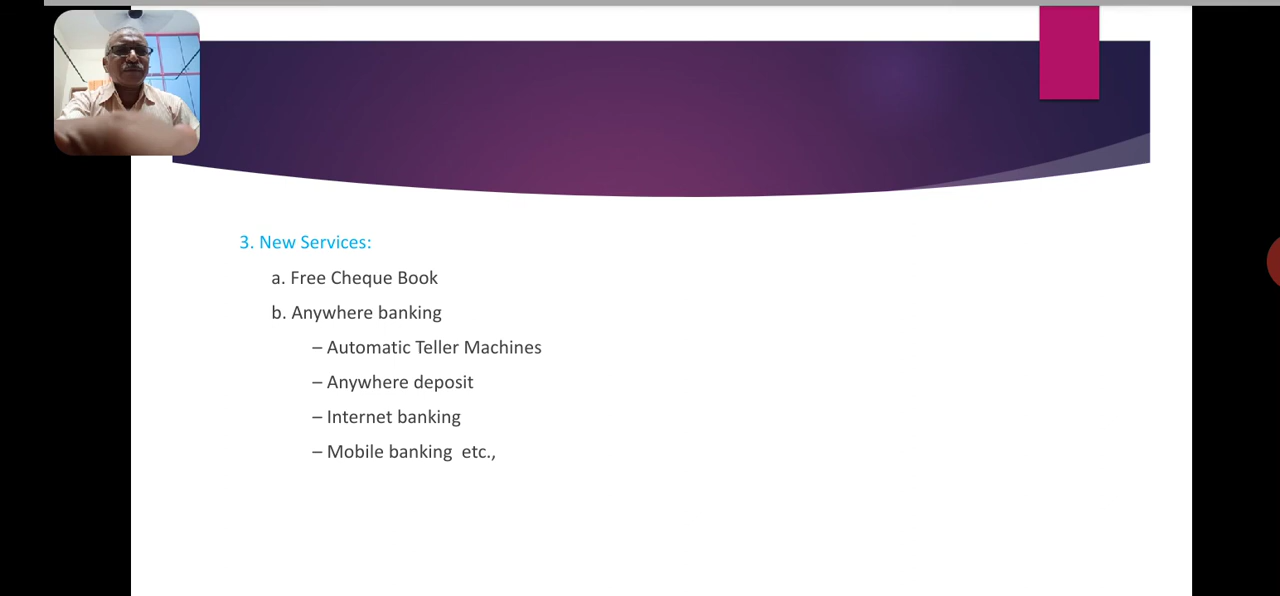 3. New Services:
a. Free Cheque Book
b. Anywhere banking
– Automatic Teller Machines
– Anywhere deposit
– Internet banking
– Mobile banking  etc.,